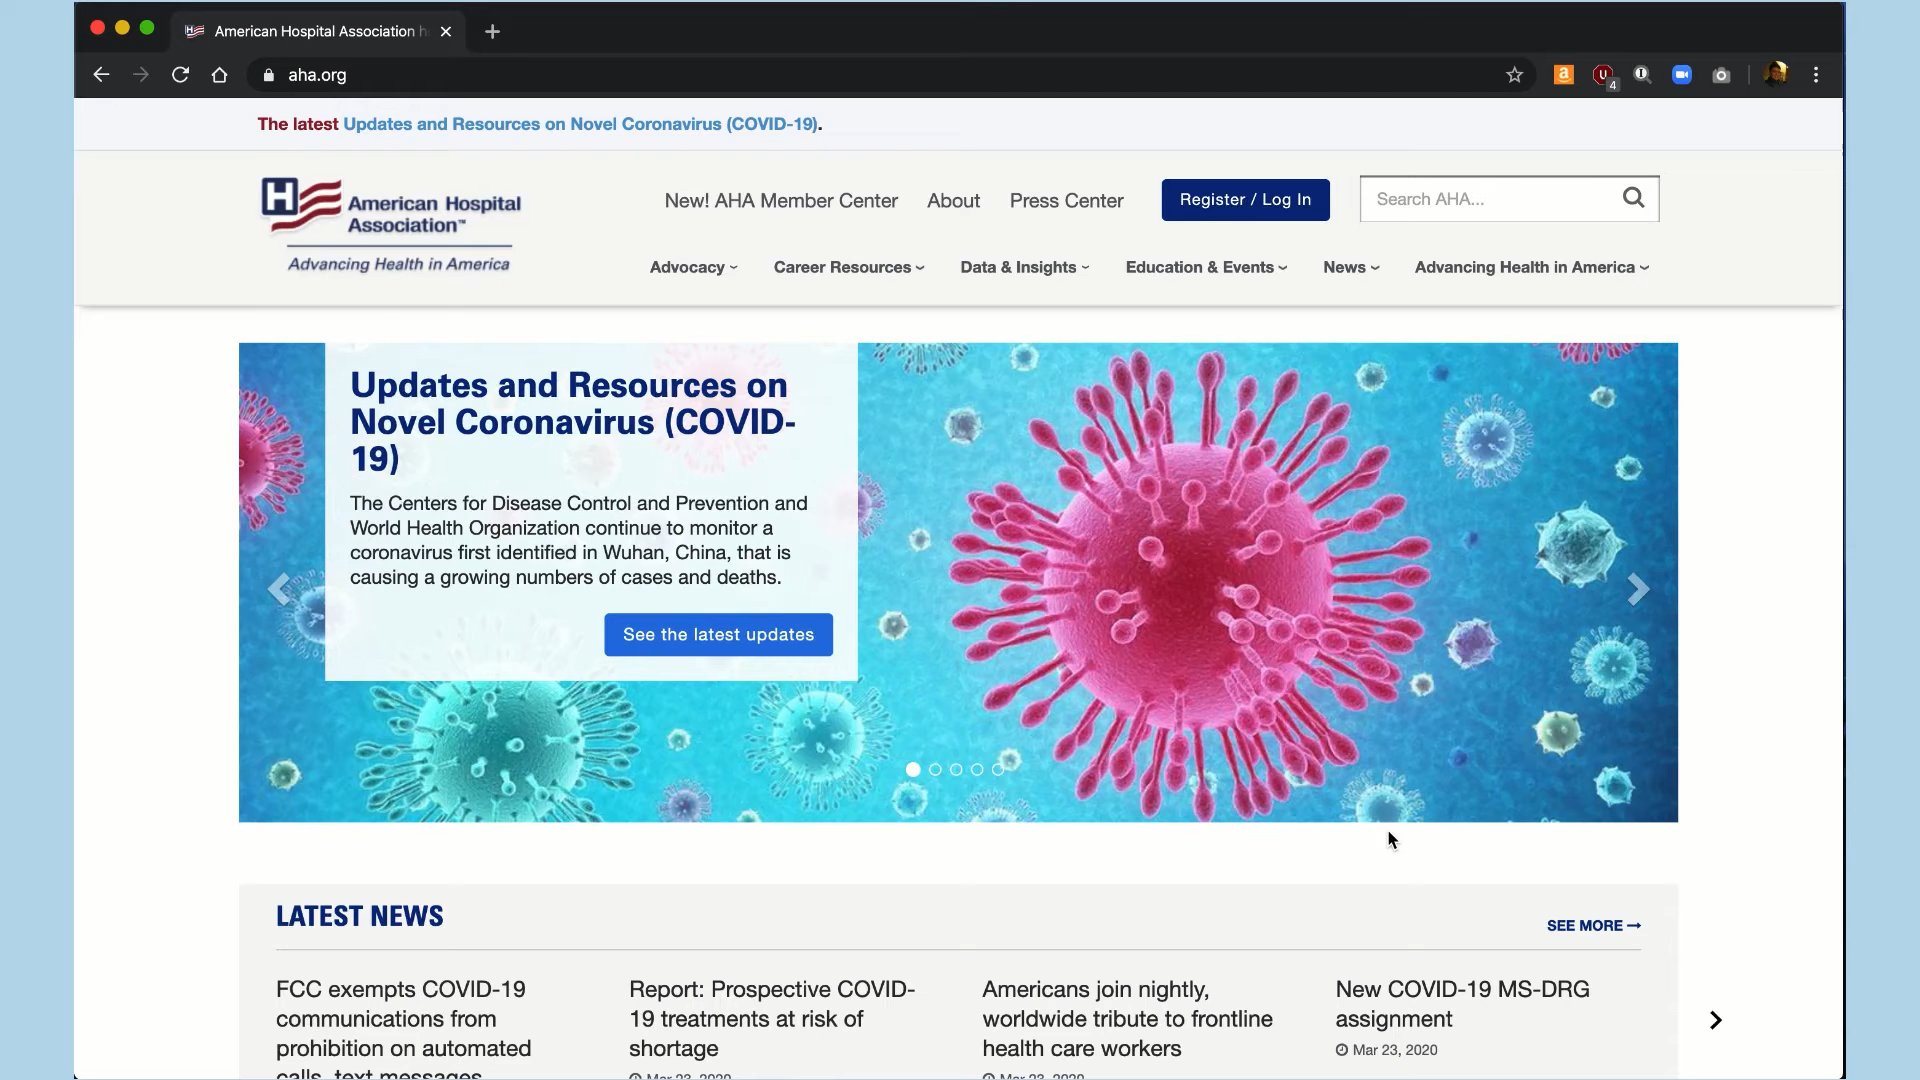 American Hospital Association
aha.org
4
The latest Updates and Resources on Novel Coronavirus (COVID-19).
American Hospital
Association™
Advancing Health in America
New! AHA Member Center About Press Center Register / Log In Search AHA...
Advocacy Career Resources Data & Insights Education & Events News Advancing Health in America
Updates and Resources on
Novel Coronavirus (COVID-
19)
The Centers for Disease Control and Prevention and
World Health Organization continue to monitor a
coronavirus first identified in Wuhan, China, that is
causing a growing numbers of cases and deaths.
See the latest updates
LATEST NEWS
SEE MORE
FCC exempts COVID-19
communications from
prohibition on automated
calls, text messages
Report: Prospective COVID-
19 treatments at risk of
shortage
Mar 23, 2020
Americans join nightly,
worldwide tribute to frontline
health care workers
Mar 23, 2020
New COVID-19 MS-DRG
assignment
Mar 23, 2020